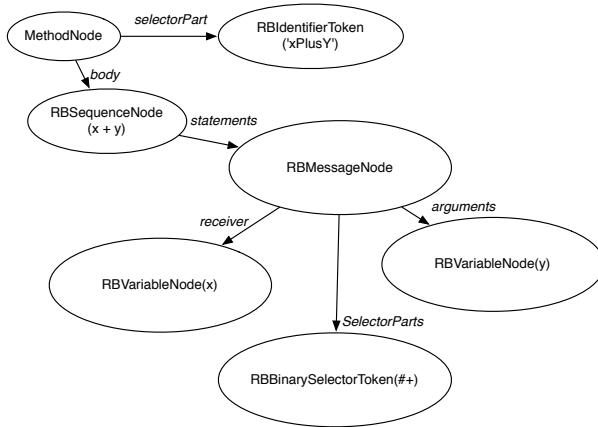 selectorPart
MethodNode
RBIdentifierToken
('xPlusY')
body
RBSequenceNode
(x + y)
statements
RBMessageNode
arguments
receiver
RBVariableNode(y)
RBVariableNode(x)
SelectorParts
RBBinarySelectorToken(#+)